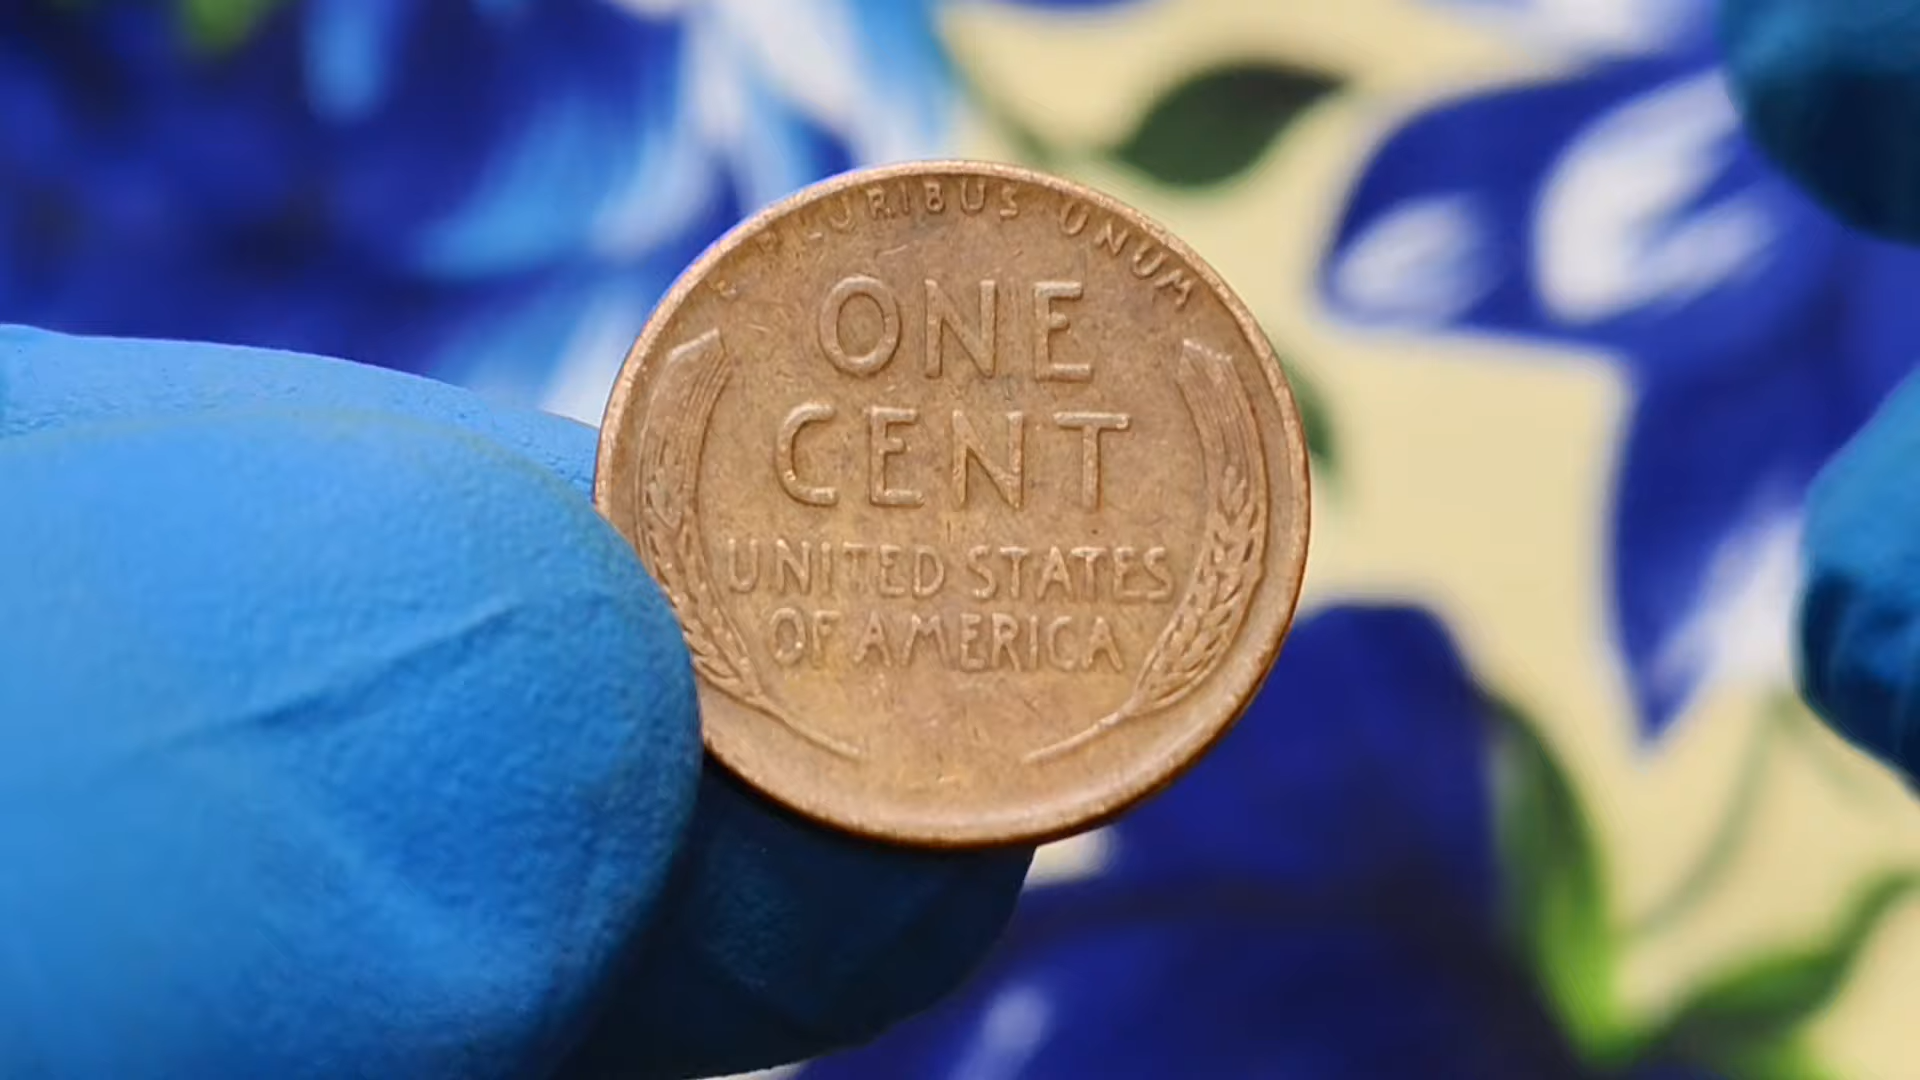 E PLURIBUS UNUM
ONE
CENT
UNITED STATES
OF AMERICA